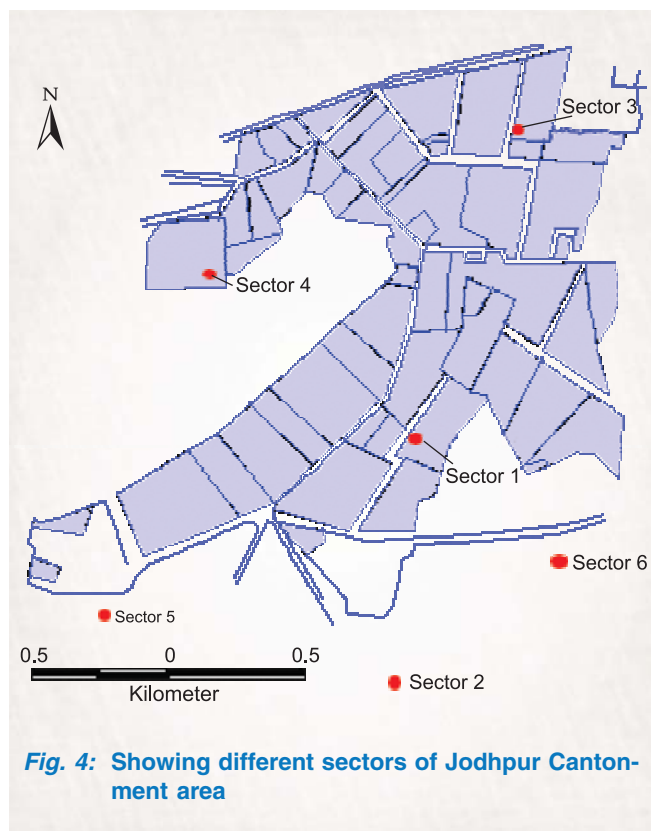 N
Sector 3
Sector 4
Sector 1
Sector 6
Sector 5
0.5 0 0.5
Kilometer
Sector 2
Fig. 4: Showing different sectors of Jodhpur Canton-
ment area